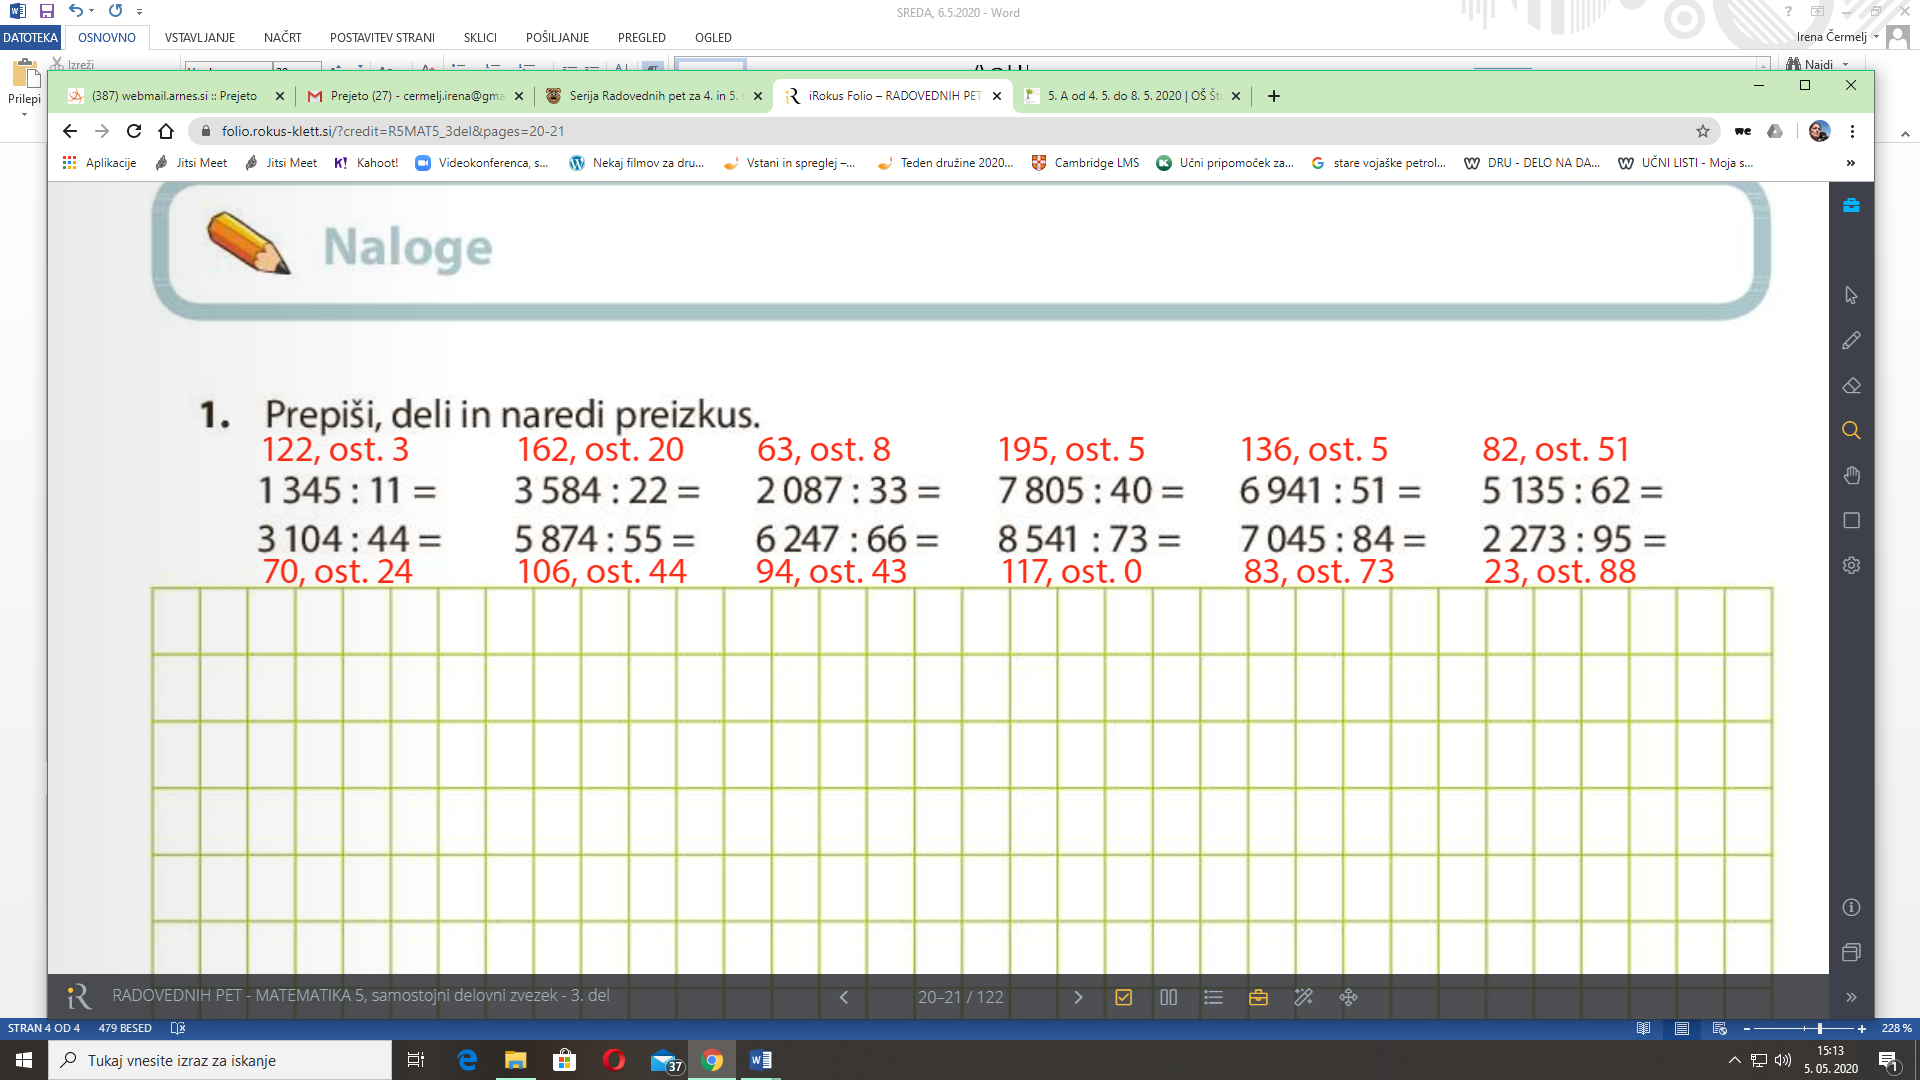 SREDA, 6.5.2020 - Word
DATOTEKA OSNOVNO VSTAVLJANJE NAČRT POSTAVITEV STRANI SKLICI POŠILJANJE PREGLED OGLED
Irena Čermelj
Prilepi
Izreži
Najdi
(387) webmail.arnes.si :: Prejeto
Prejeto (27) - cermelj.irena@gma
Serija Radovednih pet za 4. in 5.
iRokus Folio – RADOVEDNIH PET
5. A od 4. 5. do 8. 5. 2020 | OŠ Štu
folio.rokus-klett.si/?credit=R5MAT5_3del&pages=20-21
Aplikacije Jitsi Meet Jitsi Meet Kahoot! Videokonferenca, s... Nekaj filmov za dru... Vstani in spreglej –... Teden družine 2020... Cambridge LMS Učni pripomoček za... stare vojaške petrol... DRU - DELO NA DA... UČNI LISTI - Moja s... »
Naloge
1. Prepiši, deli in naredi preizkus.
122, ost. 3 162, ost. 20 63, ost. 8 195, ost. 5 136, ost. 5 82, ost. 51
1 345 : 11 = 3 584 : 22 = 2 087 : 33 = 7 805 : 40 = 6 941 : 51 = 5 135 : 62 =
3 104 : 44 = 5 874 : 55 = 6 247 : 66 = 8 541 : 73 = 7 045 : 84 = 2 273 : 95 =
70, ost. 24 106, ost. 44 94, ost. 43 117, ost. 0 83, ost. 73 23, ost. 88
RADOVEDNIH PET - MATEMATIKA 5, samostojni delovni zvezek - 3. del
20–21 / 122
STRAN 4 OD 4 479 BESED
228 %
Tukaj vnesite izraz za iskanje
37
15:13
5. 05. 2020
1